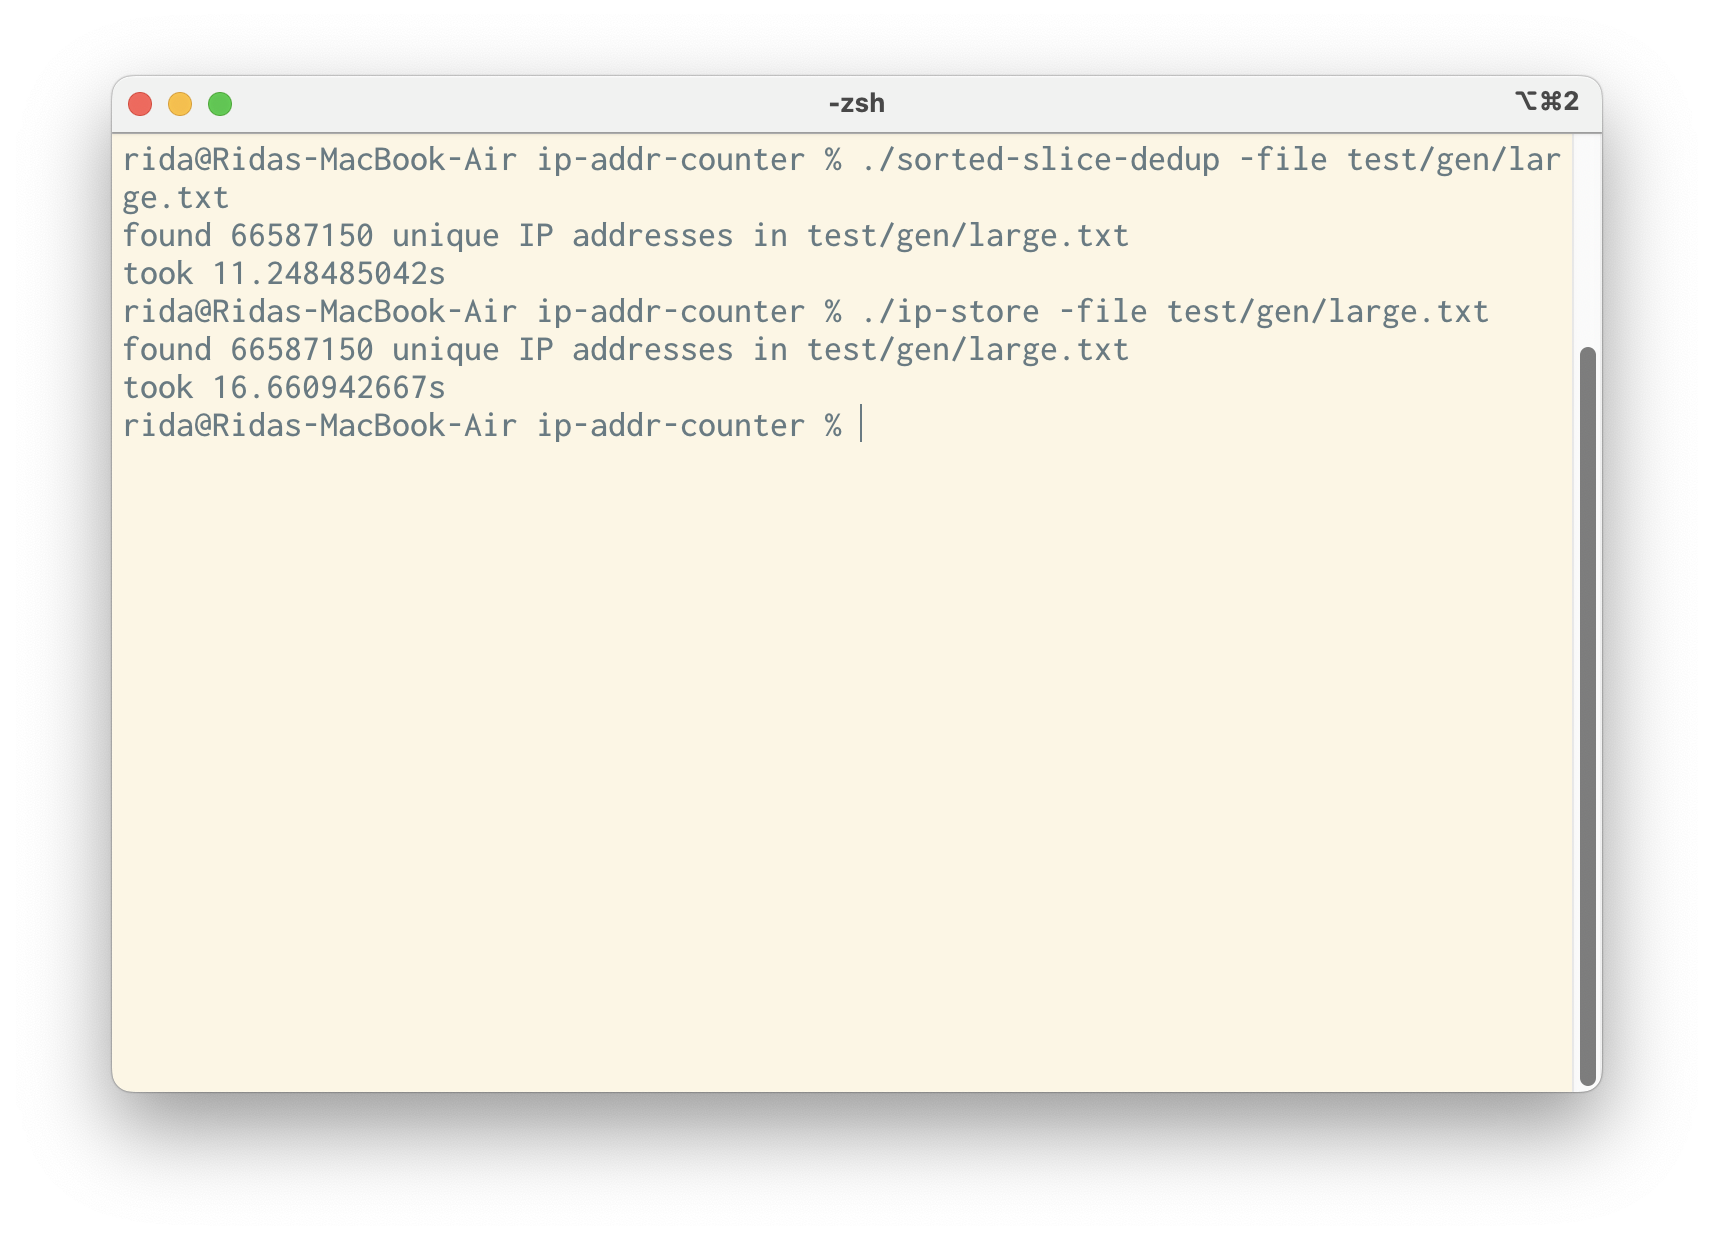 -zsh
⌥⌘2
rida@Ridas-MacBook-Air ip-addr-counter % ./sorted-slice-dedup -file test/gen/lar
ge.txt
found 66587150 unique IP addresses in test/gen/large.txt
took 11.248485042s
rida@Ridas-MacBook-Air ip-addr-counter % ./ip-store -file test/gen/large.txt
found 66587150 unique IP addresses in test/gen/large.txt
took 16.660942667s
rida@Ridas-MacBook-Air ip-addr-counter %